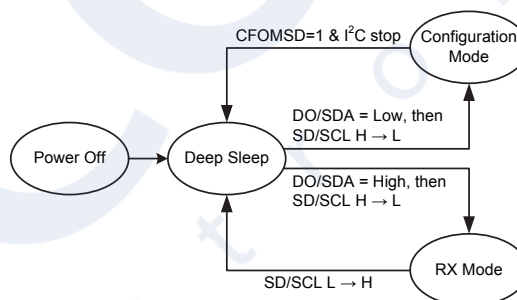 CFOMSD=1 & I²C stop
Configuration
Mode
DO/SDA = Low, then
SD/SCL H → L
Power Off
Deep Sleep
DO/SDA = High, then
SD/SCL H → L
SD/SCL L → H
RX Mode